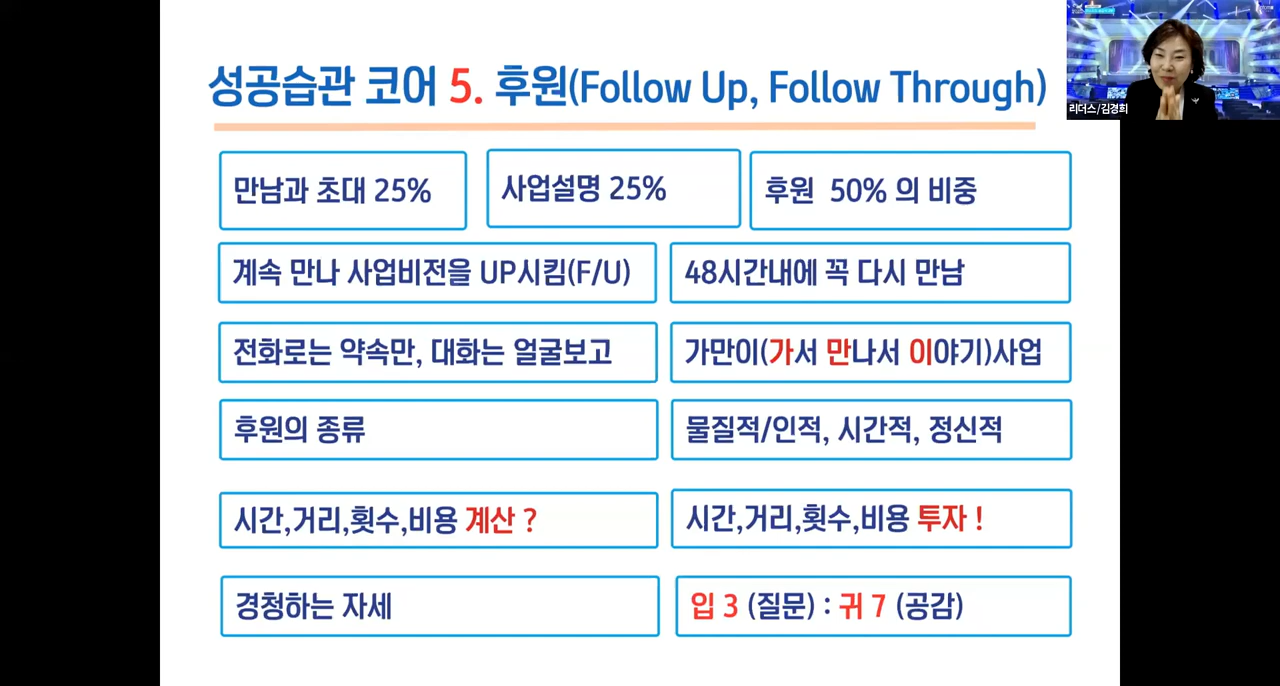 성공습관 코어 5. 후원(Follow Up, Follow Through)
리더스/김경희
만남과 초대 25%
사업설명 25%
후원 50% 의 비중
계속 만나 사업비전을 UP시킴(F/U)
48시간내에 꼭 다시 만남
전화로는 약속만, 대화는 얼굴보고
가만이(가서 만나서 이야기)사업
후원의 종류
물질적/인적, 시간적, 정신적
시간,거리,횟수,비용 계산 ?
시간,거리,횟수,비용 투자 !
경청하는 자세
입 3 (질문) : 귀 7 (공감)